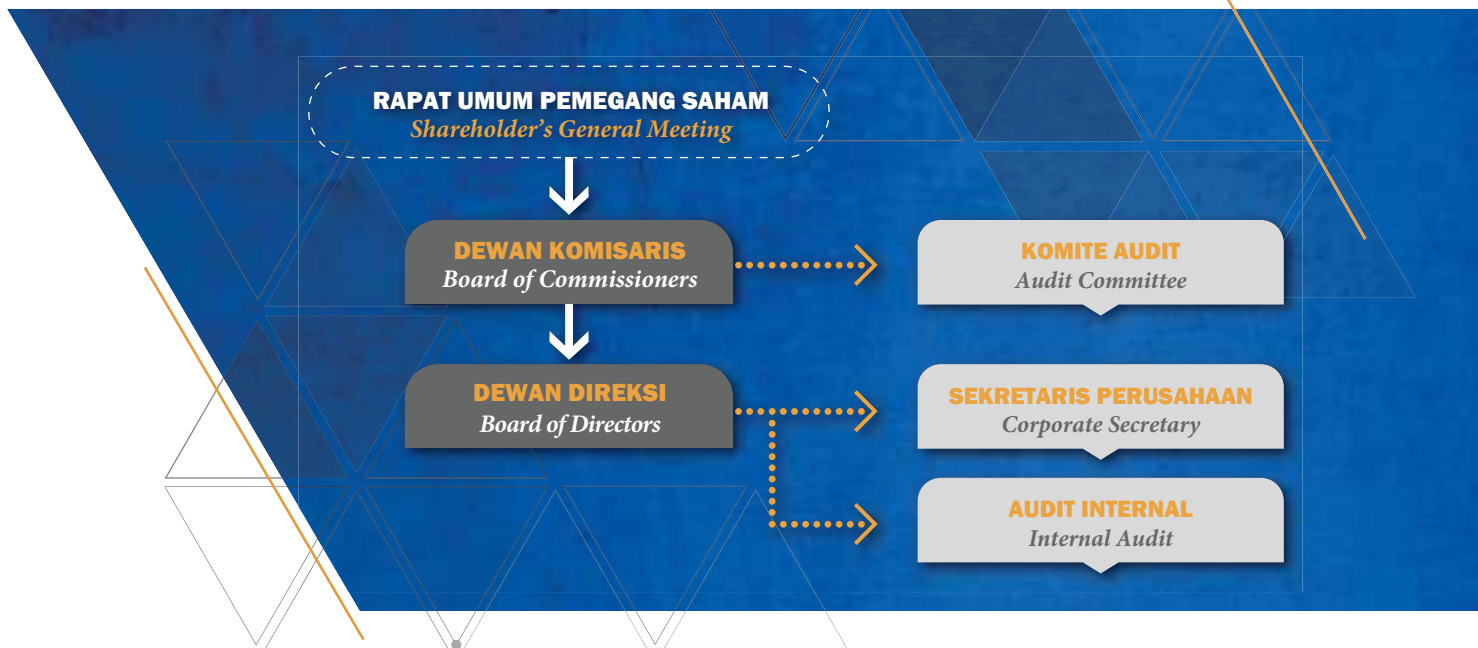 RAPAT UMUM PEMEGANG SAHAM
Shareholder's General Meeting
DEWAN KOMISARIS
Board of Commissioners
KOMITE AUDIT
Audit Committee
DEWAN DIREKSI
Board of Directors
SEKRETARIS PERUSAHAAN
Corporate Secretary
AUDIT INTERNAL
Internal Audit